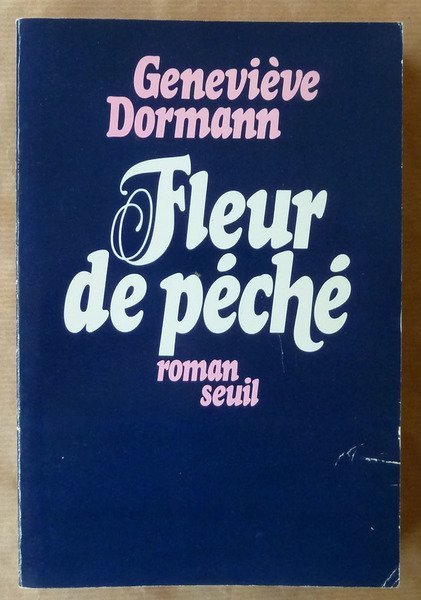 Geneviève
Dormann
Fleur
de péché
roman
seuil